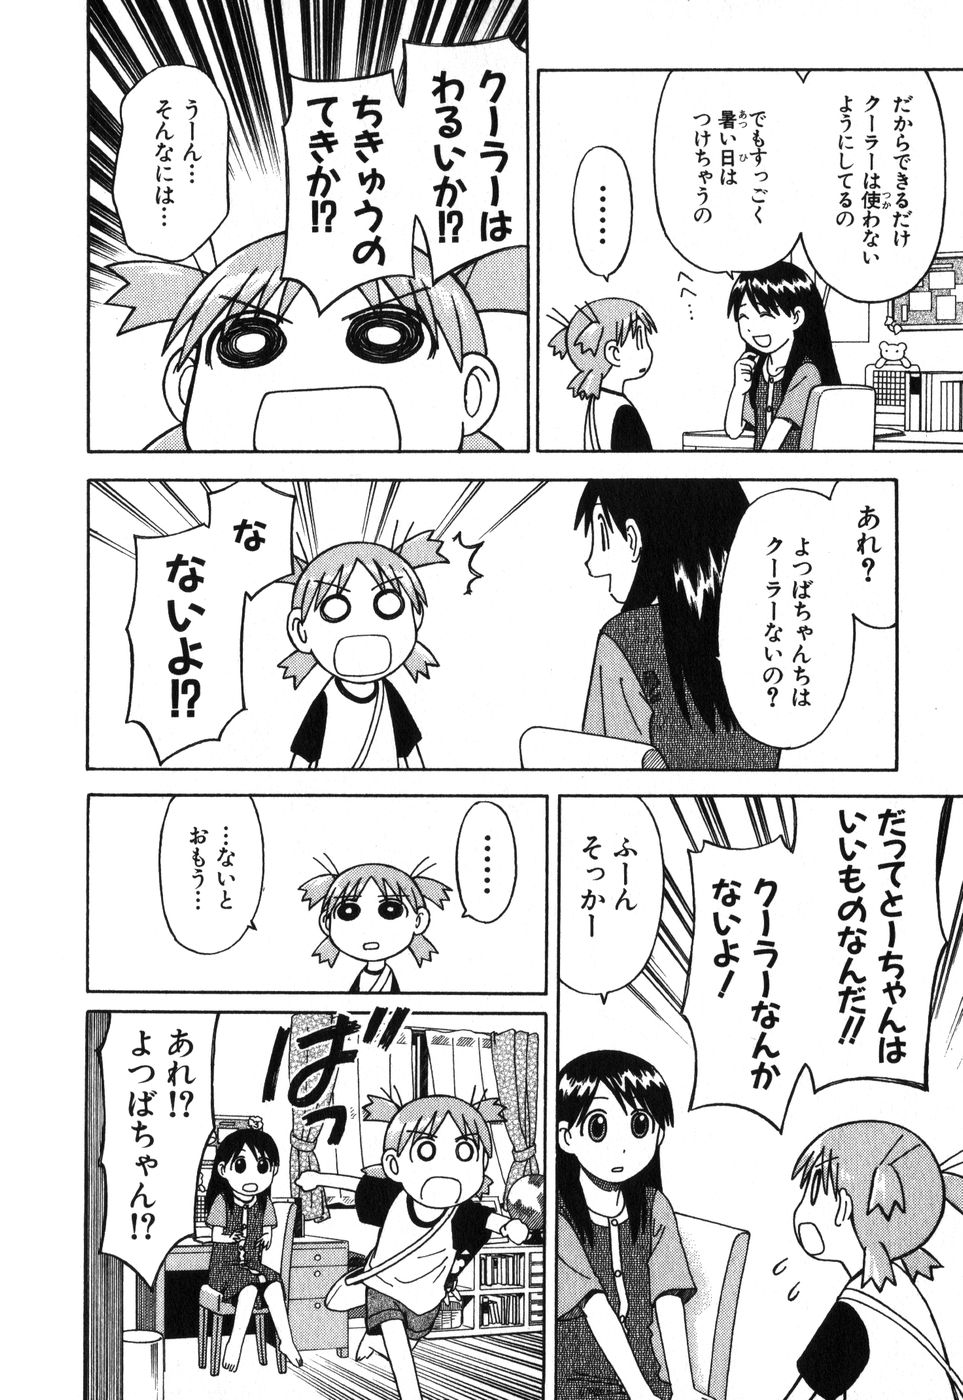 だからできるだけ
クーラーは使わない
ようにしてるの
でもすっごく
暑い日は
つけちゃうの
……
へへ…
クーラーは
わるいか!?
ちきゅうの
てきか!?
うーん…
そんなには…
あれ?
よつばちゃんちは
クーラーないの?
な
ないよ!?
だってとーちゃんは
いいものなんだ!!
クーラーなんか
ないよ!
ふーん
そっかー
……
…ないと
おもう…
ばっ
あれ!?
よつばちゃん!?